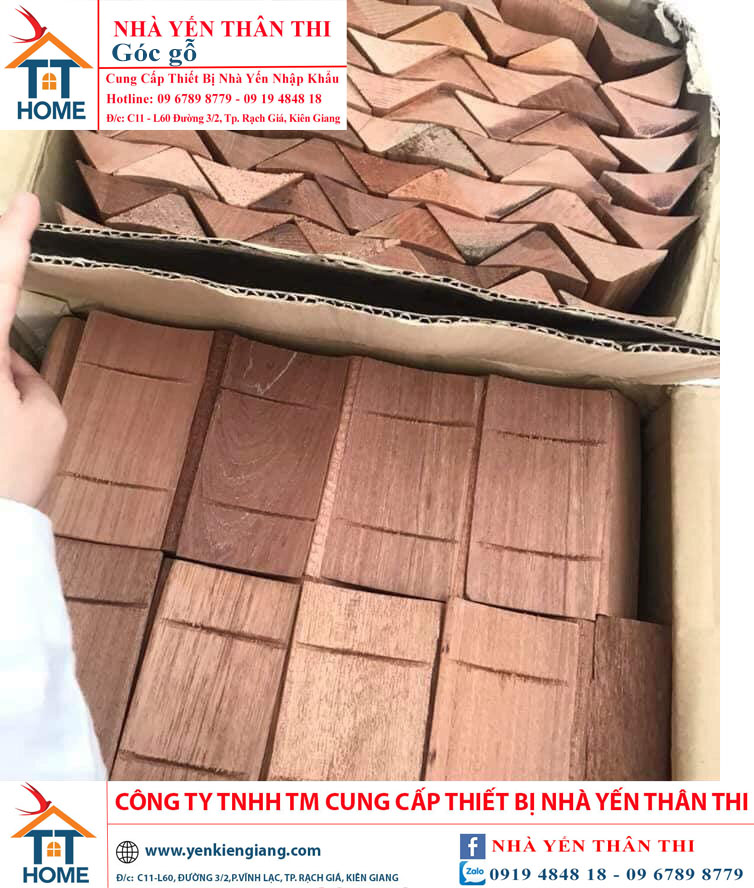 NHÀ YẾN THÂN THI
Góc gỗ
Cung Cấp Thiết Bị Nhà Yến Nhập Khẩu
Hotline: 09 6789 8779 - 09 19 4848 18
Đ/c: C11 - L60 Đường 3/2, Tp. Rạch Giá, Kiên Giang
TT
HOME
CÔNG TY TNHH TM CUNG CẤP THIẾT BỊ NHÀ YẾN THÂN THI
www.yenkiengiang.com
Đ/c: C11-L60, ĐƯỜNG 3/2,P.VĨNH LẠC, TP. RẠCH GIÁ, KIÊN GIANG
f NHÀ YẾN THÂN THI
Zalo 0919 4848 18 - 09 6789 8779
TT
HOME